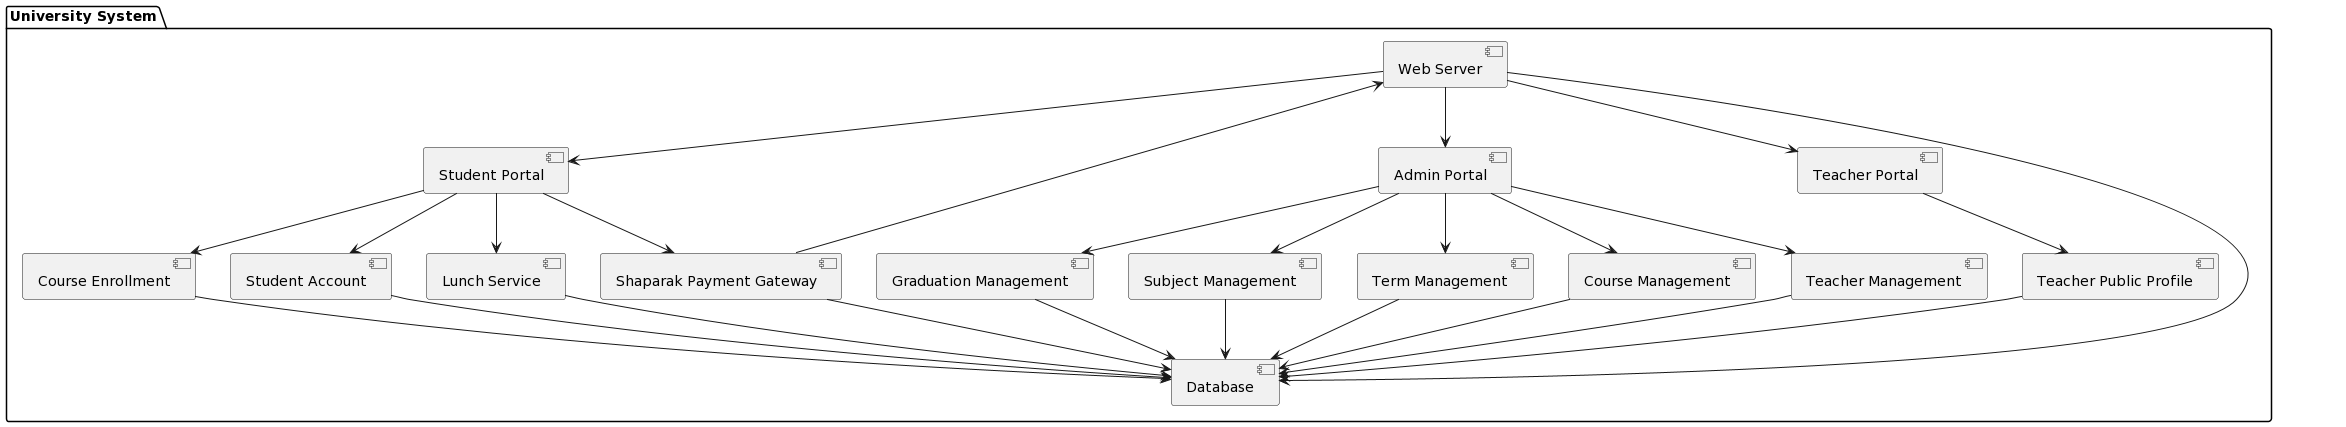 University System
Web Server
Student Portal
Admin Portal
Teacher Portal
Course Enrollment
Student Account
Lunch Service
Shaparak Payment Gateway
Graduation Management
Subject Management
Term Management
Course Management
Teacher Management
Teacher Public Profile
Database